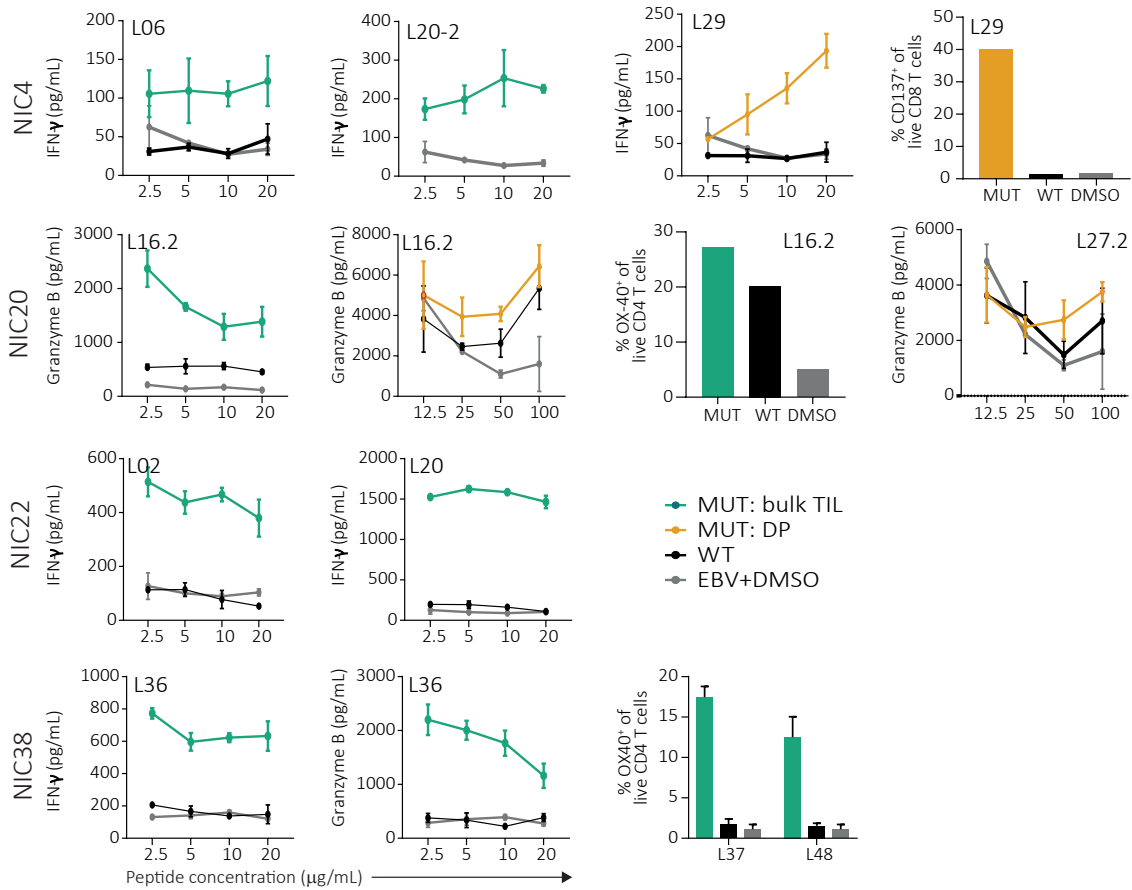 NIC4
L06
IFN-γ (pg/mL)
200
150
100
50
0
2.5 5 10 20
L20-2
IFN-γ (pg/mL)
400
300
200
100
0
2.5 5 10 20
L29
IFN-γ (pg/mL)
250
200
150
100
50
0
2.5 5 10 20
L29
% CD137⁺ of
live CD8 T cells
50
40
30
20
10
0
MUT WT DMSO
NIC20
L16.2
Granzyme B (pg/mL)
3000
2000
1000
0
2.5 5 10 20
L16.2
Granzyme B (pg/mL)
8000
6000
4000
2000
0
12.5 25 50 100
L16.2
% OX-40⁺ of
live CD4 T cells
30
20
10
0
MUT WT DMSO
L27.2
Granzyme B (pg/mL)
6000
4000
2000
0
12.5 25 50 100
NIC22
L02
IFN-γ (pg/mL)
600
400
200
0
2.5 5 10 20
L20
IFN-γ (pg/mL)
2000
1500
1000
500
0
2.5 5 10 20
MUT: bulk TIL
MUT: DP
WT
EBV+DMSO
NIC38
L36
IFN-γ (pg/mL)
1000
800
600
400
200
0
2.5 5 10 20
L36
Granzyme B (pg/mL)
3000
2000
1000
0
2.5 5 10 20
% OX40⁺ of
live CD4 T cells
20
15
10
5
0
L37 L48
Peptide concentration (μg/mL)